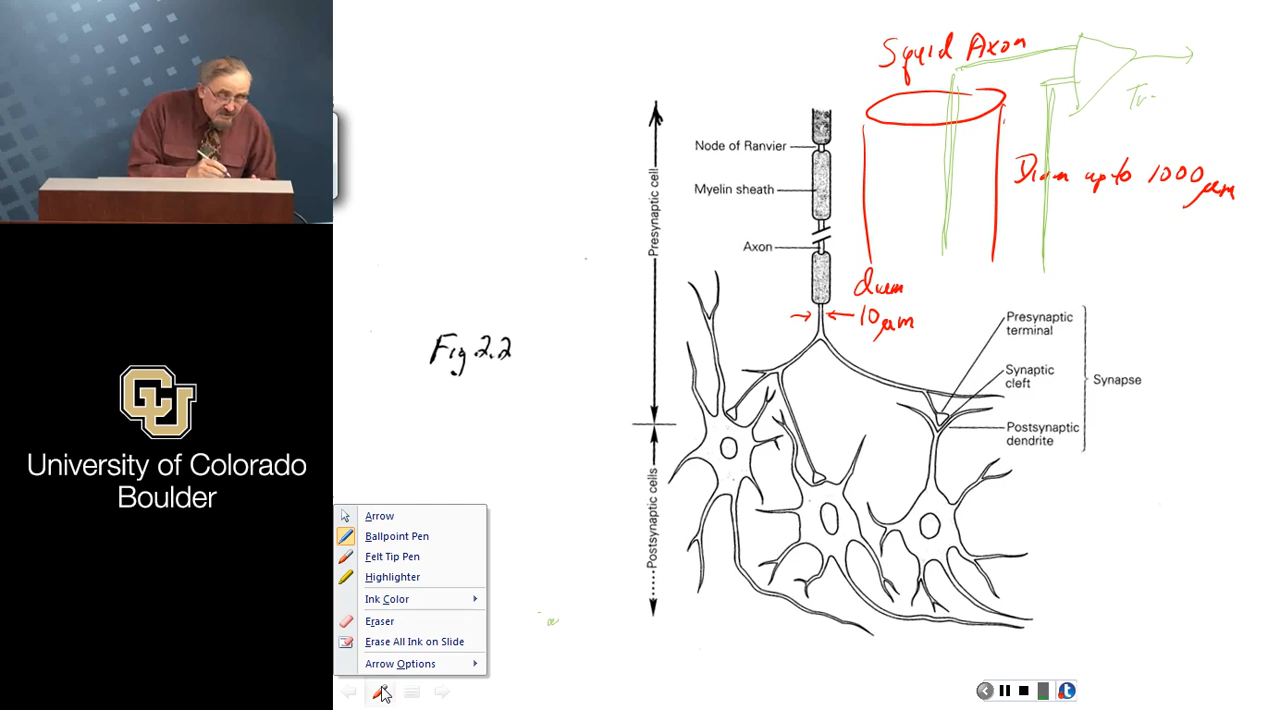 Squid Axon
Node of Ranvier
Myelin sheath
Axon
Presynaptic cell
Diam up to 1000 μm
diam
10 μm
Presynaptic
terminal
Synaptic
cleft
Postsynaptic
dendrite
Synapse
Postsynaptic cells
Fig 2.2
CU
University of Colorado
Boulder
Arrow
Ballpoint Pen
Felt Tip Pen
Highlighter
Ink Color
Eraser
Erase All Ink on Slide
Arrow Options
t